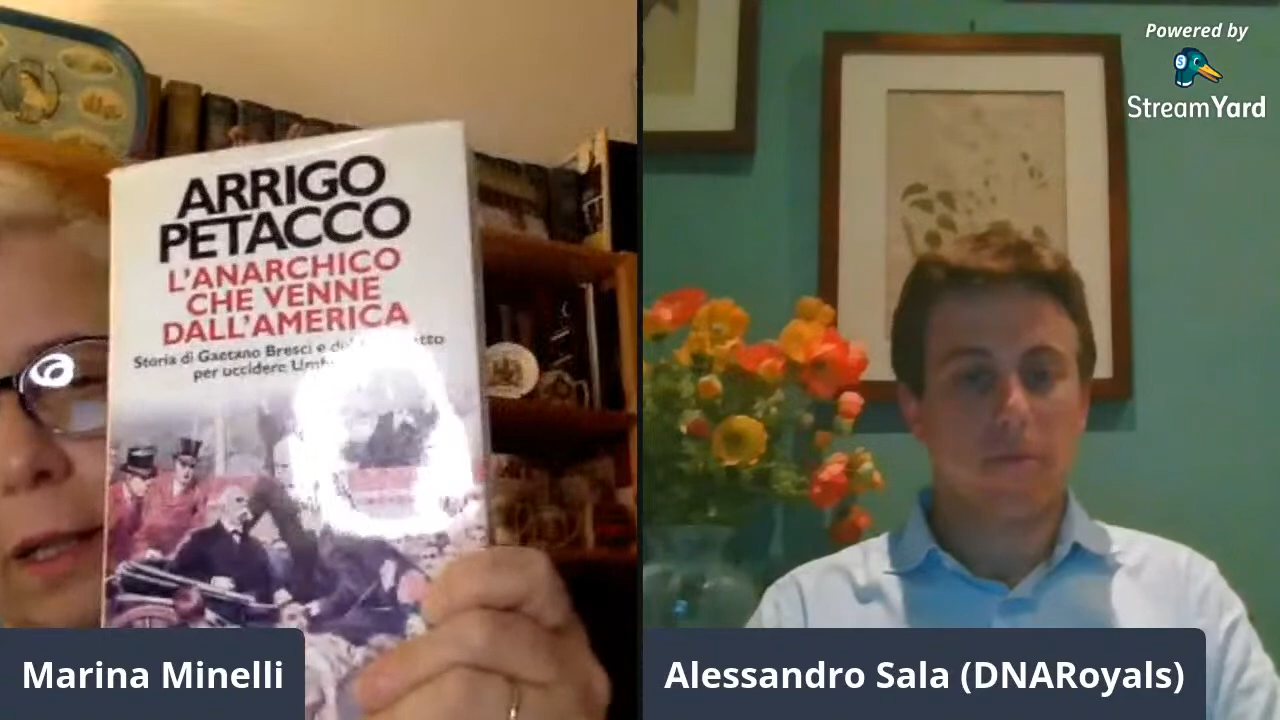 ARRIGO
PETACCO
L'ANARCHICO
CHE VENNE
DALL'AMERICA
Storia di Gaetano Bresci e
per uccidere
Marina Minelli
Powered by
StreamYard
Alessandro Sala (DNARoyals)